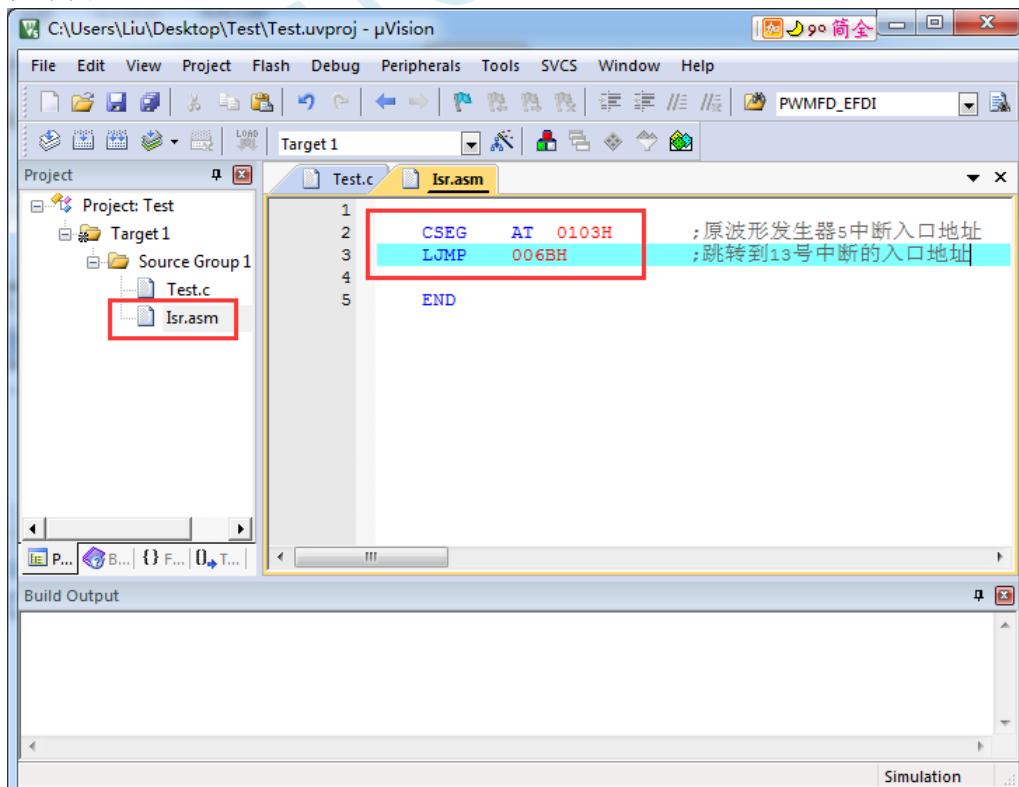 C:\Users\Liu\Desktop\Test\Test.uvproj - µVision
简全
File Edit View Project Flash Debug Peripherals Tools SVCS Window Help
PWMFD_EFDI
LOAD
Target 1
Project
Test.c Isr.asm
Project: Test
Target 1
Source Group 1
Test.c
Isr.asm
1
2 CSEG AT 0103H ;原波形发生器5中断入口地址
3 LJMP 006BH ;跳转到13号中断的入口地址
4
5 END
P... B... {} F... 0 T...
Build Output
Simulation